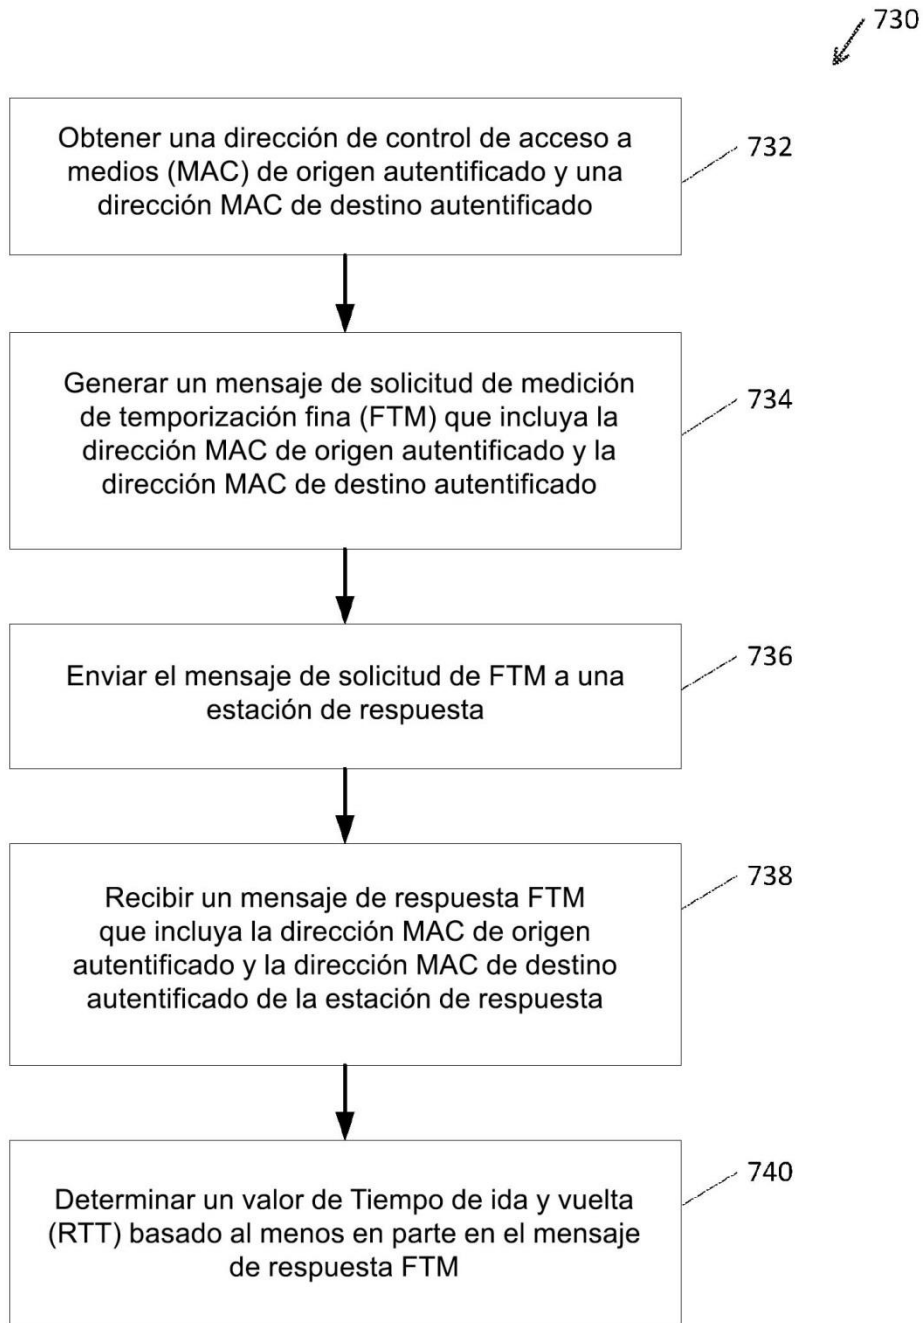 730
Obtener una dirección de control de acceso a
medios (MAC) de origen autentificado y una
dirección MAC de destino autentificado
732
Generar un mensaje de solicitud de medición
de temporización fina (FTM) que incluya la
dirección MAC de origen autentificado y la
dirección MAC de destino autentificado
734
Enviar el mensaje de solicitud de FTM a una
estación de respuesta
736
Recibir un mensaje de respuesta FTM
que incluya la dirección MAC de origen
autentificado y la dirección MAC de destino
autentificado de la estación de respuesta
738
Determinar un valor de Tiempo de ida y vuelta
(RTT) basado al menos en parte en el mensaje
de respuesta FTM
740